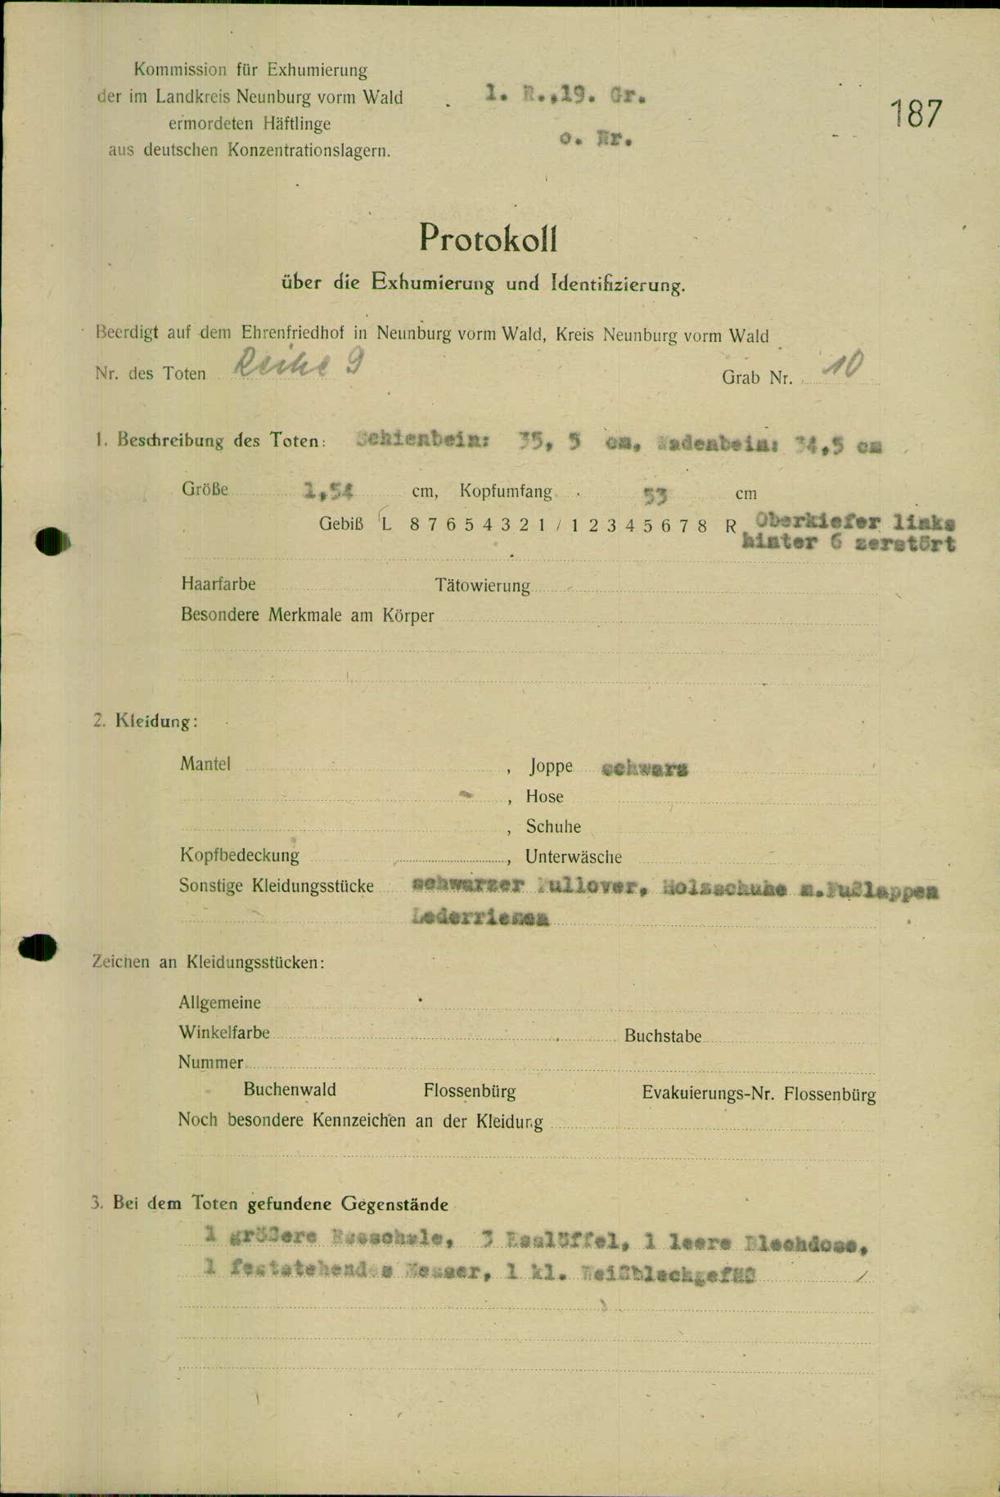 Kommission für Exhumierung
der im Landkreis Neunburg vorm Wald
ermordeten Häftlinge
aus deutschen Konzentrationslagern.
1. R.,19. Gr.
o. Nr.
187
Protokoll
über die Exhumierung und Identifizierung.
Beerdigt auf dem Ehrenfriedhof in Neunburg vorm Wald, Kreis Neunburg vorm Wald
Nr. des Toten Reihe 9 Grab Nr. 10
1. Beschreibung des Toten: Schienbein: 35, 5 cm, Wadenbein: 34,5 cm
Größe 1,54 cm, Kopfumfang 53 cm
Gebiß L 8 7 6 5 4 3 2 1 / 1 2 3 4 5 6 7 8 R Oberkiefer links
hinter 6 zerstört
Haarfarbe Tätowierung
Besondere Merkmale am Körper
2. Kleidung:
Mantel , Joppe schwarz
, Hose
, Schuhe
Kopfbedeckung , Unterwäsche
Sonstige Kleidungsstücke schwarzer Pullover, Holzschuhe m.Fußlappen
Lederriemen
Zeichen an Kleidungsstücken:
Allgemeine
Winkelfarbe Buchstabe
Nummer
Buchenwald Flossenbürg Evakuierungs-Nr. Flossenbürg
Noch besondere Kennzeichen an der Kleidung
3. Bei dem Toten gefundene Gegenstände
1 größere Essschale, 3 Esslöffel, 1 leere Blechdose,
1 feststehendes Messer, 1 kl. Weißblechgefäß